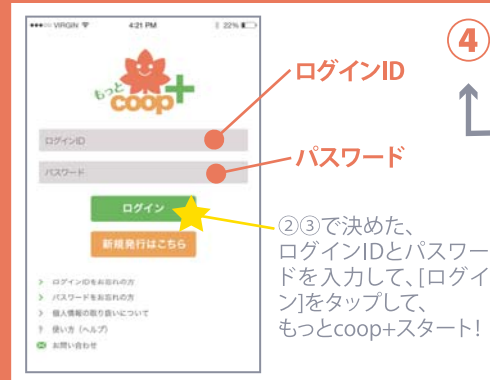 VIRGIN 4:21 PM 22%
もっと
coop+
ログインID
パスワード
ログイン
新規発行はこちら
> ログインIDをお忘れの方
> パスワードをお忘れの方
> 個人情報の取り扱いについて
? 使い方（ヘルプ）
お問い合わせ
ログインID
パスワード
④
②③で決めた、
ログインIDとパスワー
ドを入力して、[ログイ
ン]をタップして、
もっとcoop+スタート!